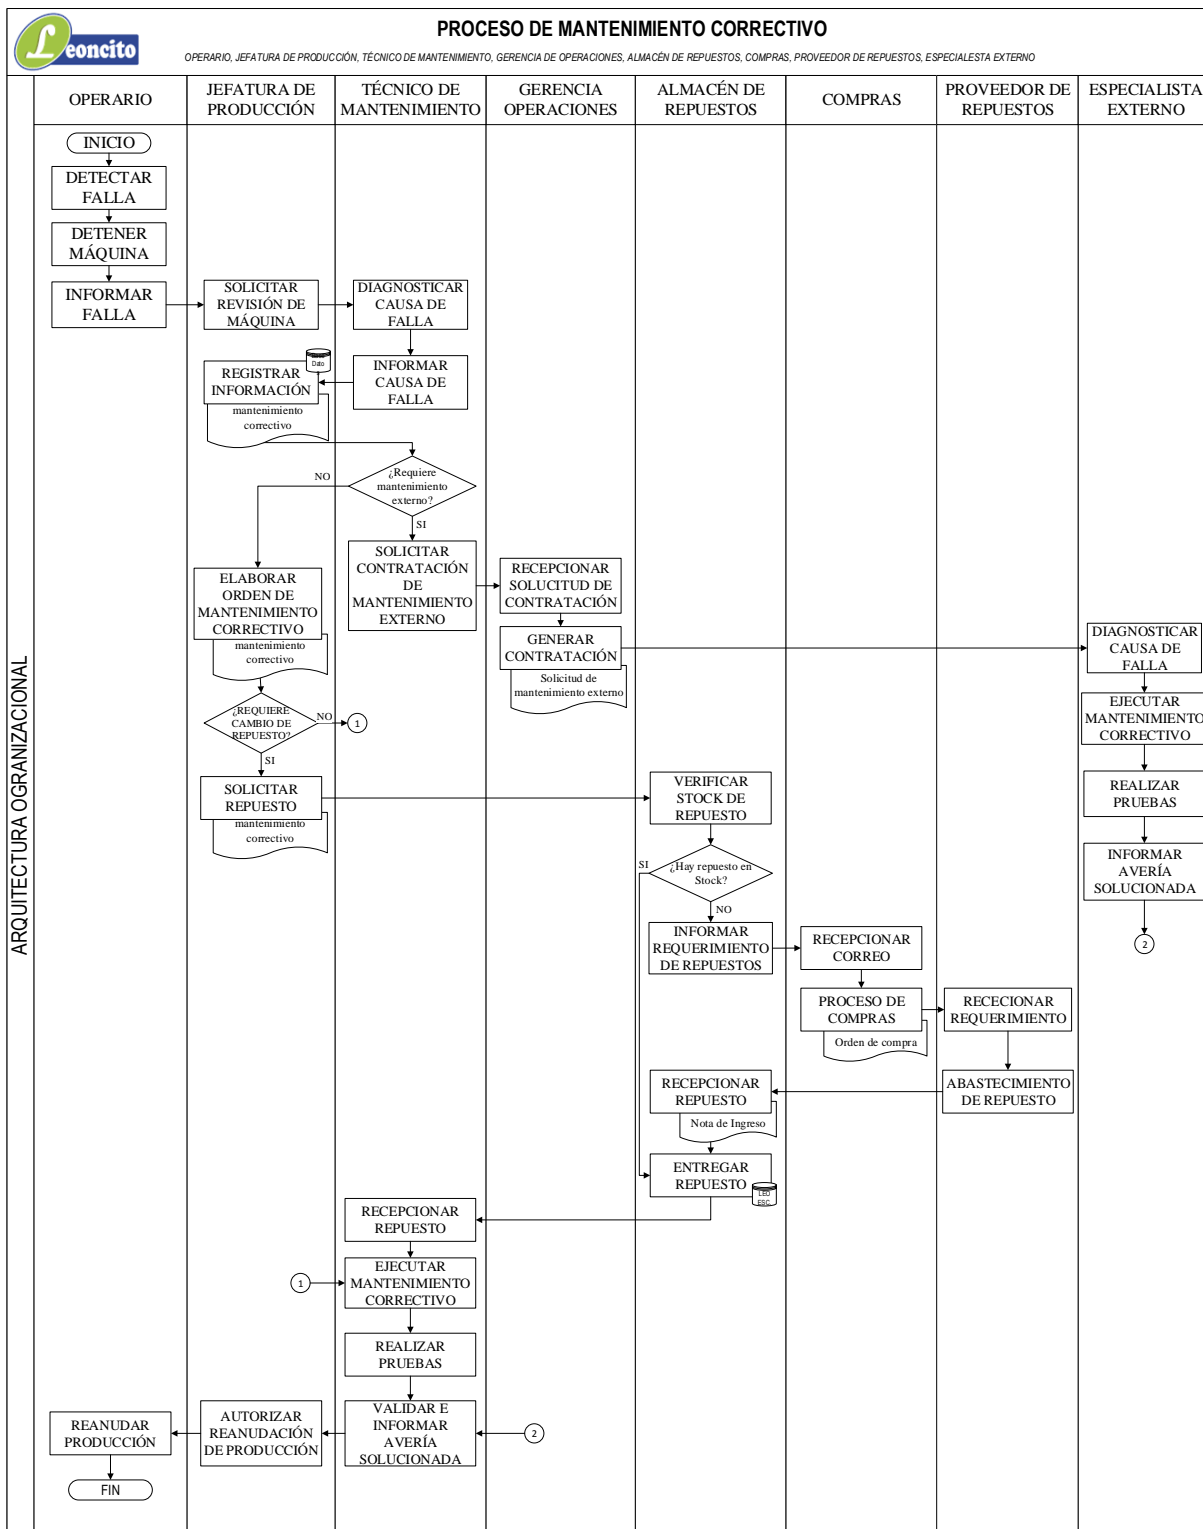 PROCESO DE MANTENIMIENTO CORRECTIVO
Leoncito
OPERARIO, JEFATURA DE PRODUCCIÓN, TÉCNICO DE MANTENIMIENTO, GERENCIA DE OPERACIONES, ALMACÉN DE REPUESTOS, COMPRAS, PROVEEDOR DE REPUESTOS, ESPECIALESTA EXTERNO
OPERARIO
JEFATURA DE
PRODUCCIÓN
TÉCNICO DE
MANTENIMIENTO
GERENCIA
OPERACIONES
ALMACÉN DE
REPUESTOS
COMPRAS
PROVEEDOR DE
REPUESTOS
ESPECIALISTA
EXTERNO
ARQUITECTURA OGRANIZACIONAL
INICIO
DETECTAR
FALLA
DETENER
MÁQUINA
INFORMAR
FALLA
SOLICITAR
REVISIÓN DE
MÁQUINA
DIAGNOSTICAR
CAUSA DE
FALLA
Dato
REGISTRAR
INFORMACIÓN
mantenimiento
correctivo
INFORMAR
CAUSA DE
FALLA
¿Requiere
mantenimiento
externo?
NO
SI
SOLICITAR
CONTRATACIÓN
DE
MANTENIMIENTO
EXTERNO
RECEPCIONAR
SOLUCITUD DE
CONTRATACIÓN
ELABORAR
ORDEN DE
MANTENIMIENTO
CORRECTIVO
mantenimiento
correctivo
GENERAR
CONTRATACIÓN
Solicitud de
mantenimiento externo
DIAGNOSTICAR
CAUSA DE
FALLA
EJECUTAR
MANTENIMIENTO
CORRECTIVO
¿REQUIERE
CAMBIO DE
REPUESTO?
NO
1
SI
SOLICITAR
REPUESTO
mantenimiento
correctivo
VERIFICAR
STOCK DE
REPUESTO
REALIZAR
PRUEBAS
¿Hay repuesto en
Stock?
SI
NO
INFORMAR
AVERÍA
SOLUCIONADA
2
INFORMAR
REQUERIMIENTO
DE REPUESTOS
RECEPCIONAR
CORREO
PROCESO DE
COMPRAS
Orden de compra
RECECIONAR
REQUERIMIENTO
ABASTECIMIENTO
DE REPUESTO
RECEPCIONAR
REPUESTO
Nota de Ingreso
ENTREGAR
REPUESTO
LEO
ESC.
RECEPCIONAR
REPUESTO
1
EJECUTAR
MANTENIMIENTO
CORRECTIVO
REALIZAR
PRUEBAS
VALIDAR E
INFORMAR
AVERÍA
SOLUCIONADA
2
AUTORIZAR
REANUDACIÓN
DE PRODUCCIÓN
REANUDAR
PRODUCCIÓN
FIN